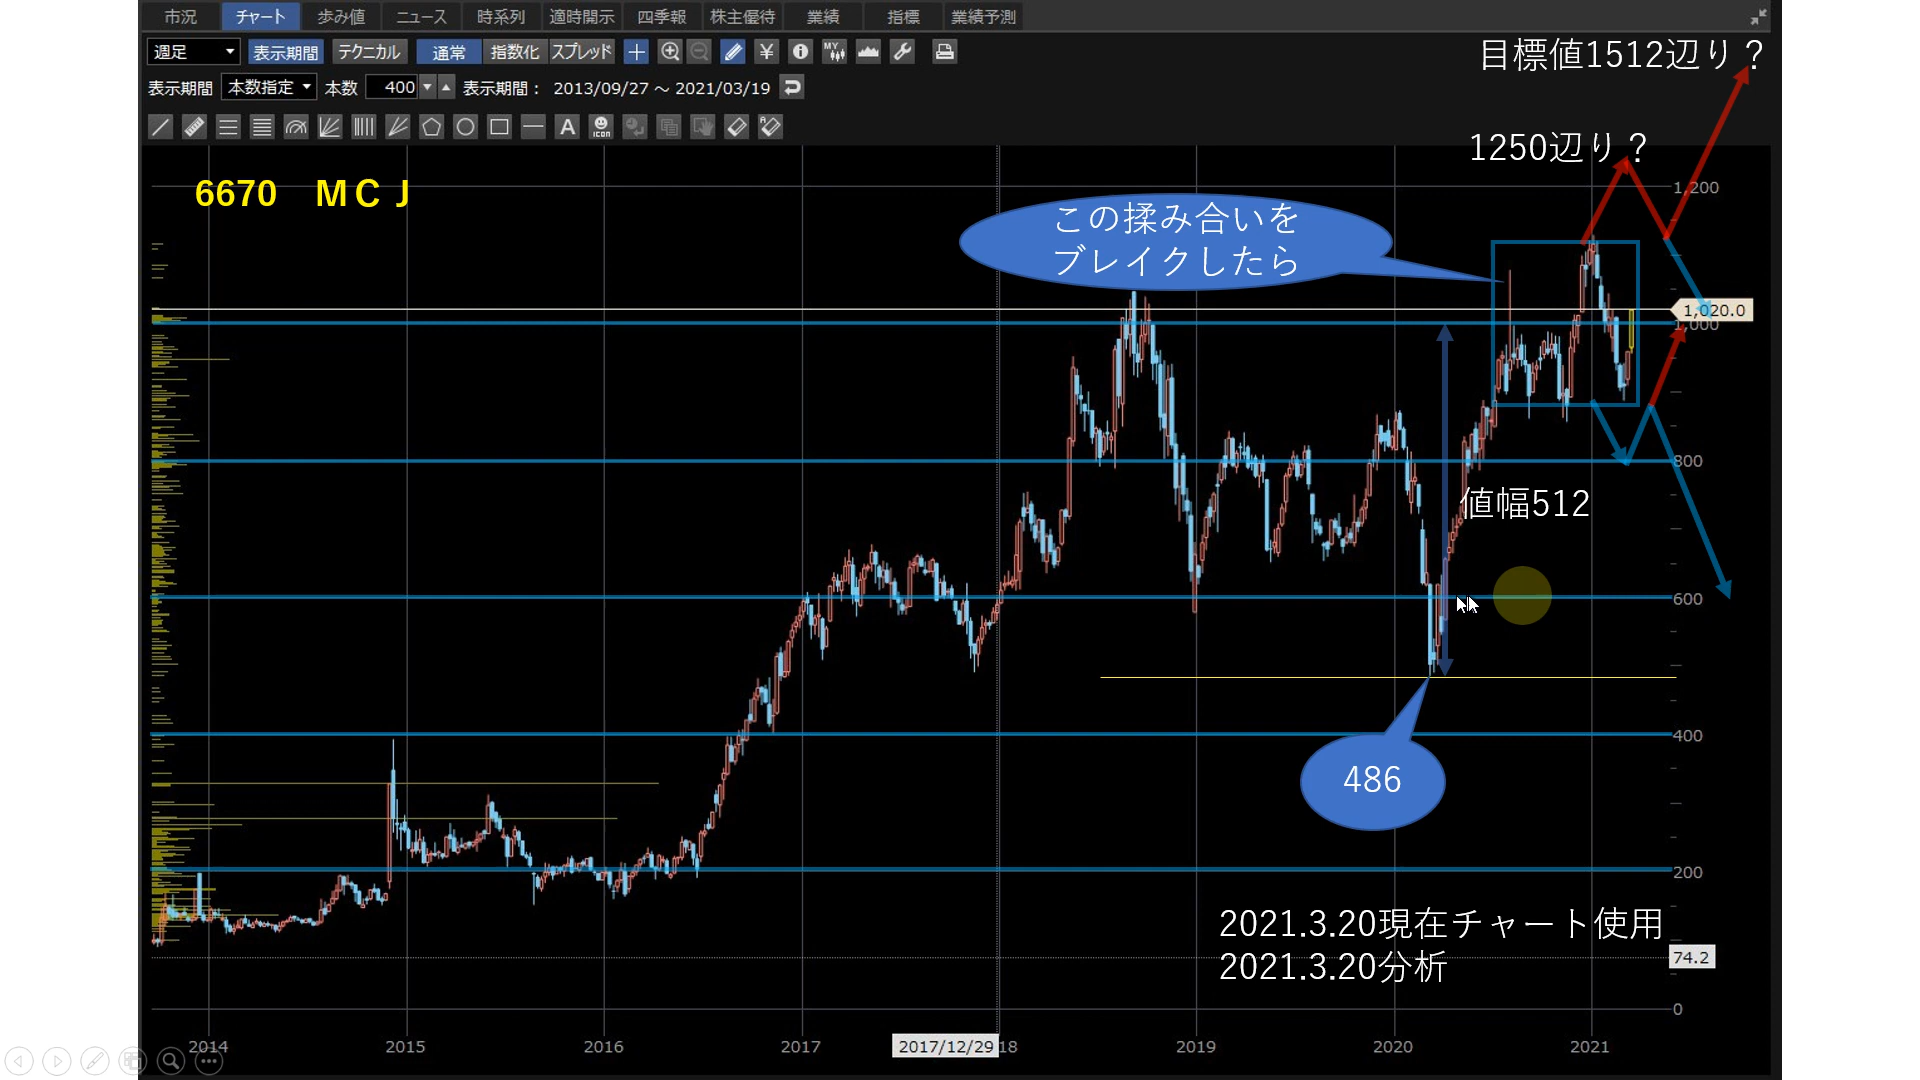 市況 チャート 歩み値 ニュース 時系列 適時開示 四季報 株主優待 業績 指標 業績予測
週足 表示期間 テクニカル 通常 指数化 スプレッド
目標値1512辺り？
表示期間 本数指定 本数 400 表示期間： 2013/09/27 ～ 2021/03/19
1250辺り？
6670 ＭＣＪ
1,200
この揉み合いを
ブレイクしたら
1,020.0
1,000
800
値幅512
600
400
486
200
2021.3.20現在チャート使用
2021.3.20分析
74.2
0
2014 2015 2016 2017 2017/12/29 18 2019 2020 2021